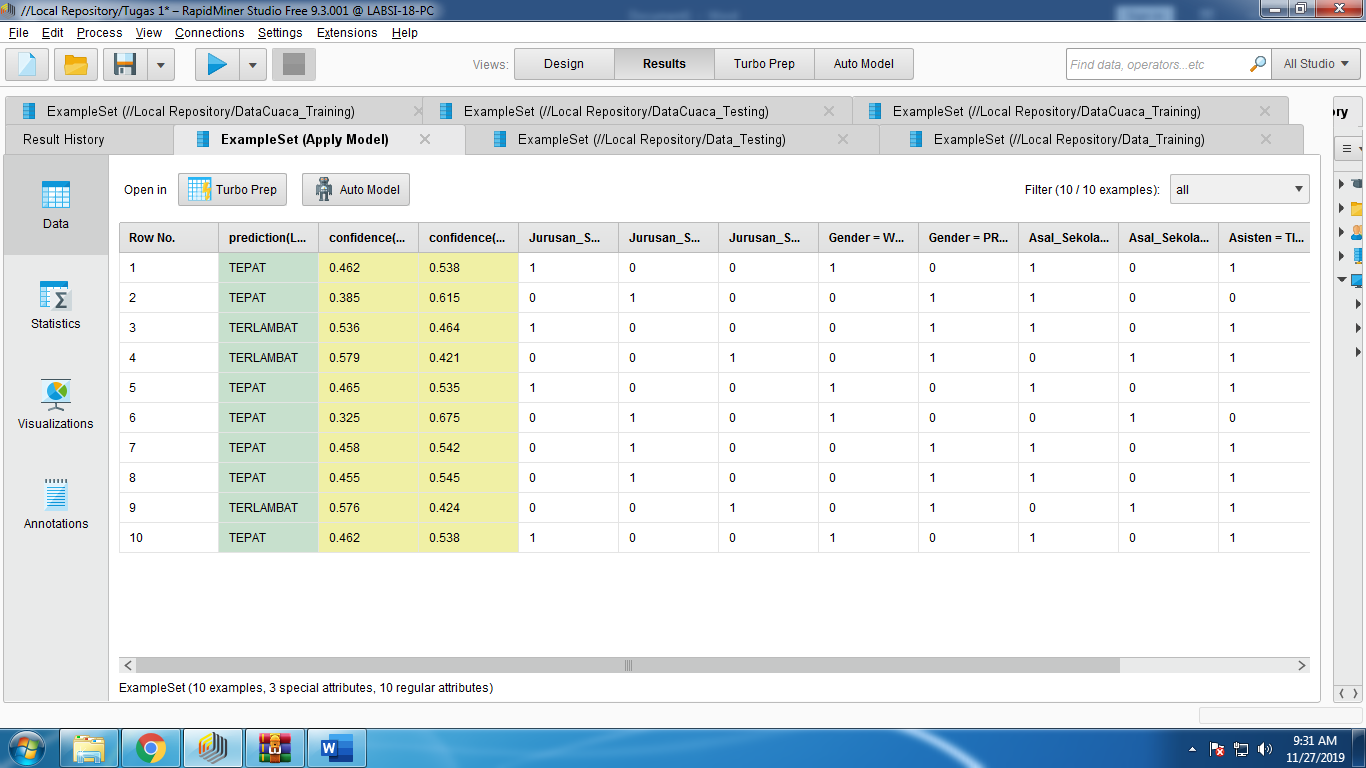 //Local Repository/Tugas 1* – RapidMiner Studio Free 9.3.001 @ LABSI-18-PC
File Edit Process View Connections Settings Extensions Help
Views: Design Results Turbo Prep Auto Model Find data, operators...etc All Studio
ExampleSet (///Local Repository/DataCuaca_Training) ExampleSet (///Local Repository/DataCuaca_Testing) ExampleSet (///Local Repository/DataCuaca_Training) ory
Result History ExampleSet (Apply Model) ExampleSet (///Local Repository/Data_Testing) ExampleSet (///Local Repository/Data_Training)
Open in Turbo Prep Auto Model Filter (10 / 10 examples): all
Data
Statistics
Visualizations
Annotations
Row No. prediction(L... confidence(... confidence(... Jurusan_S... Jurusan_S... Jurusan_S... Gender = W... Gender = PR... Asal_Sekola... Asal_Sekola... Asisten = TI...
1 TEPAT 0.462 0.538 1 0 0 1 0 1 0 1
2 TEPAT 0.385 0.615 0 1 0 0 1 1 0 0
3 TERLAMBAT 0.536 0.464 1 0 0 0 1 1 0 1
4 TERLAMBAT 0.579 0.421 0 0 1 0 1 0 1 1
5 TEPAT 0.465 0.535 1 0 0 1 0 1 0 1
6 TEPAT 0.325 0.675 0 1 0 1 0 0 1 0
7 TEPAT 0.458 0.542 0 1 0 0 1 1 0 1
8 TEPAT 0.455 0.545 0 1 0 0 1 1 0 1
9 TERLAMBAT 0.576 0.424 0 0 1 0 1 0 1 1
10 TEPAT 0.462 0.538 1 0 0 1 0 1 0 1
ExampleSet (10 examples, 3 special attributes, 10 regular attributes)
9:31 AM
11/27/2019